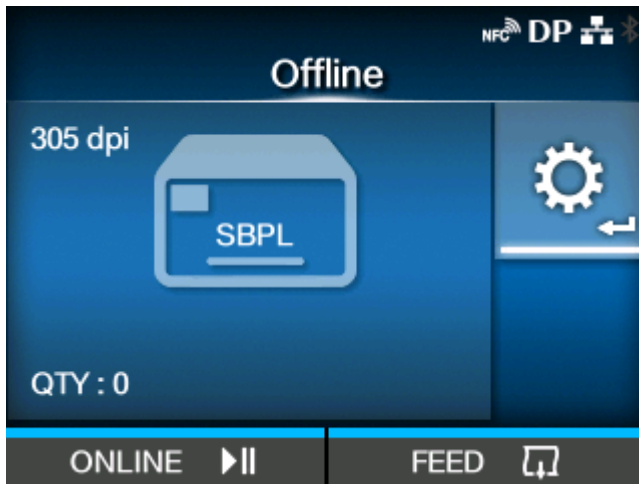 NFC DP
Offline
305 dpi
SBPL
QTY : 0
ONLINE FEED